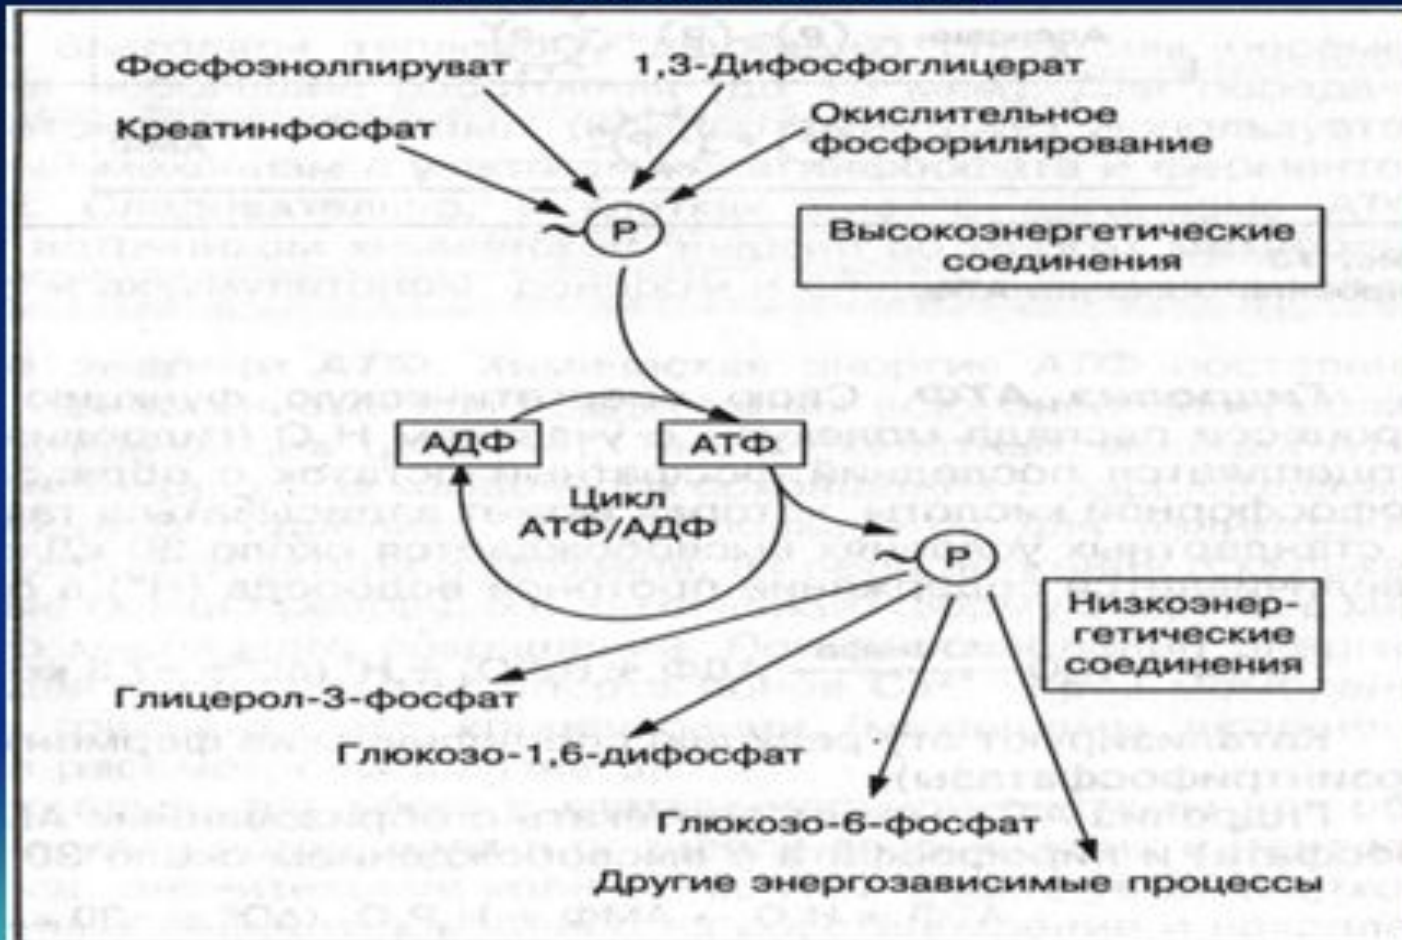 Фосфоэнолпируват
1,3-Дифосфоглицерат
Креатинфосфат
Окислительное
фосфорилирование
~P
Высокоэнергетические
соединения
АДФ
АТФ
Цикл
АТФ/АДФ
~P
Низкоэнер-
гетические
соединения
Глицерол-3-фосфат
Глюкозо-1,6-дифосфат
Глюкозо-6-фосфат
Другие энергозависимые процессы